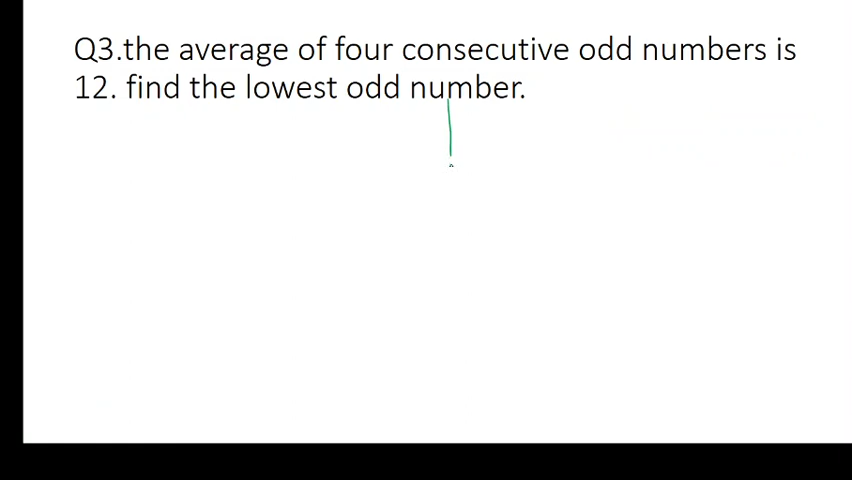 Q3.the average of four consecutive odd numbers is
12. find the lowest odd number.